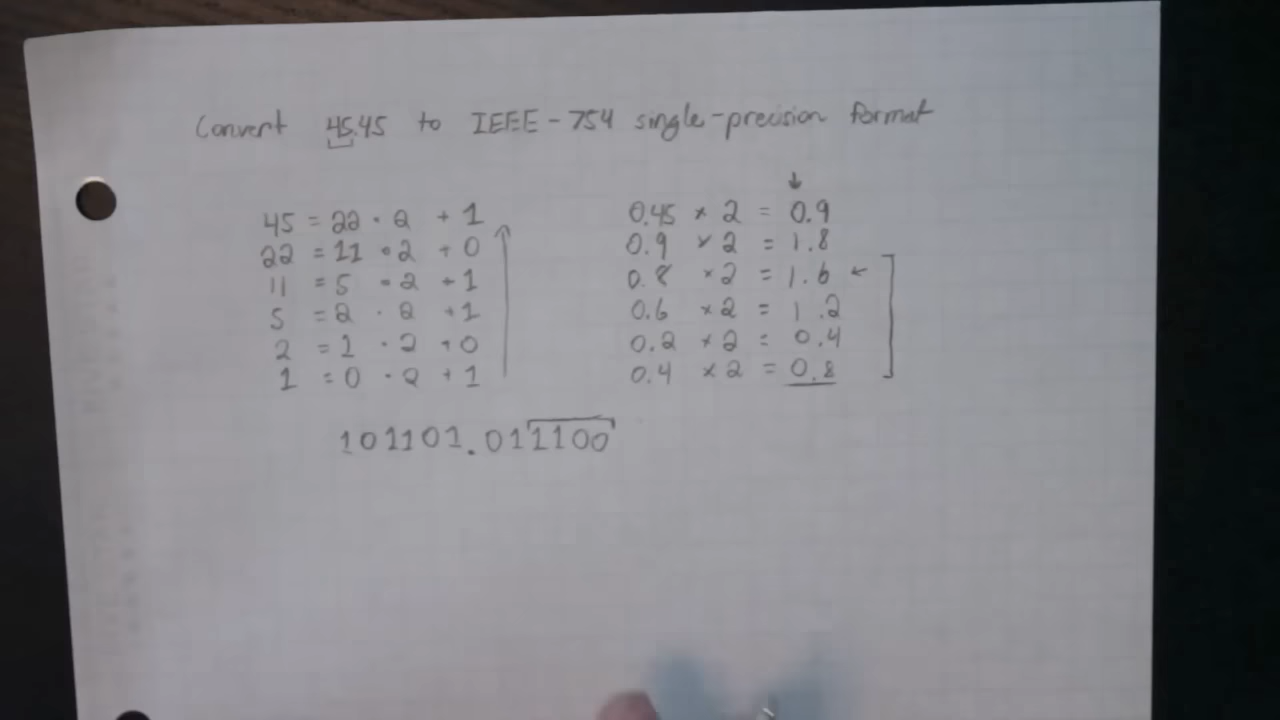 Convert 45.45 to IEEE-754 single-precision format
45 = 22 · 2 + 1
22 = 11 · 2 + 0
11 = 5 · 2 + 1
5 = 2 · 2 + 1
2 = 1 · 2 + 0
1 = 0 · 2 + 1
↓
0.45 × 2 = 0.9
0.9 × 2 = 1.8
0.8 × 2 = 1.6 ←
0.6 × 2 = 1.2
0.2 × 2 = 0.4
0.4 × 2 = 0.8
101101.011100